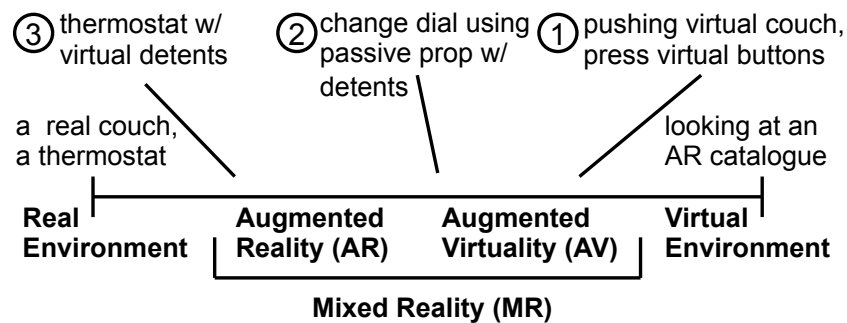 ③ thermostat w/
virtual detents
② change dial using
passive prop w/
detents
① pushing virtual couch,
press virtual buttons
a real couch,
a thermostat
looking at an
AR catalogue
Real
Environment
Augmented
Reality (AR)
Augmented
Virtuality (AV)
Virtual
Environment
Mixed Reality (MR)